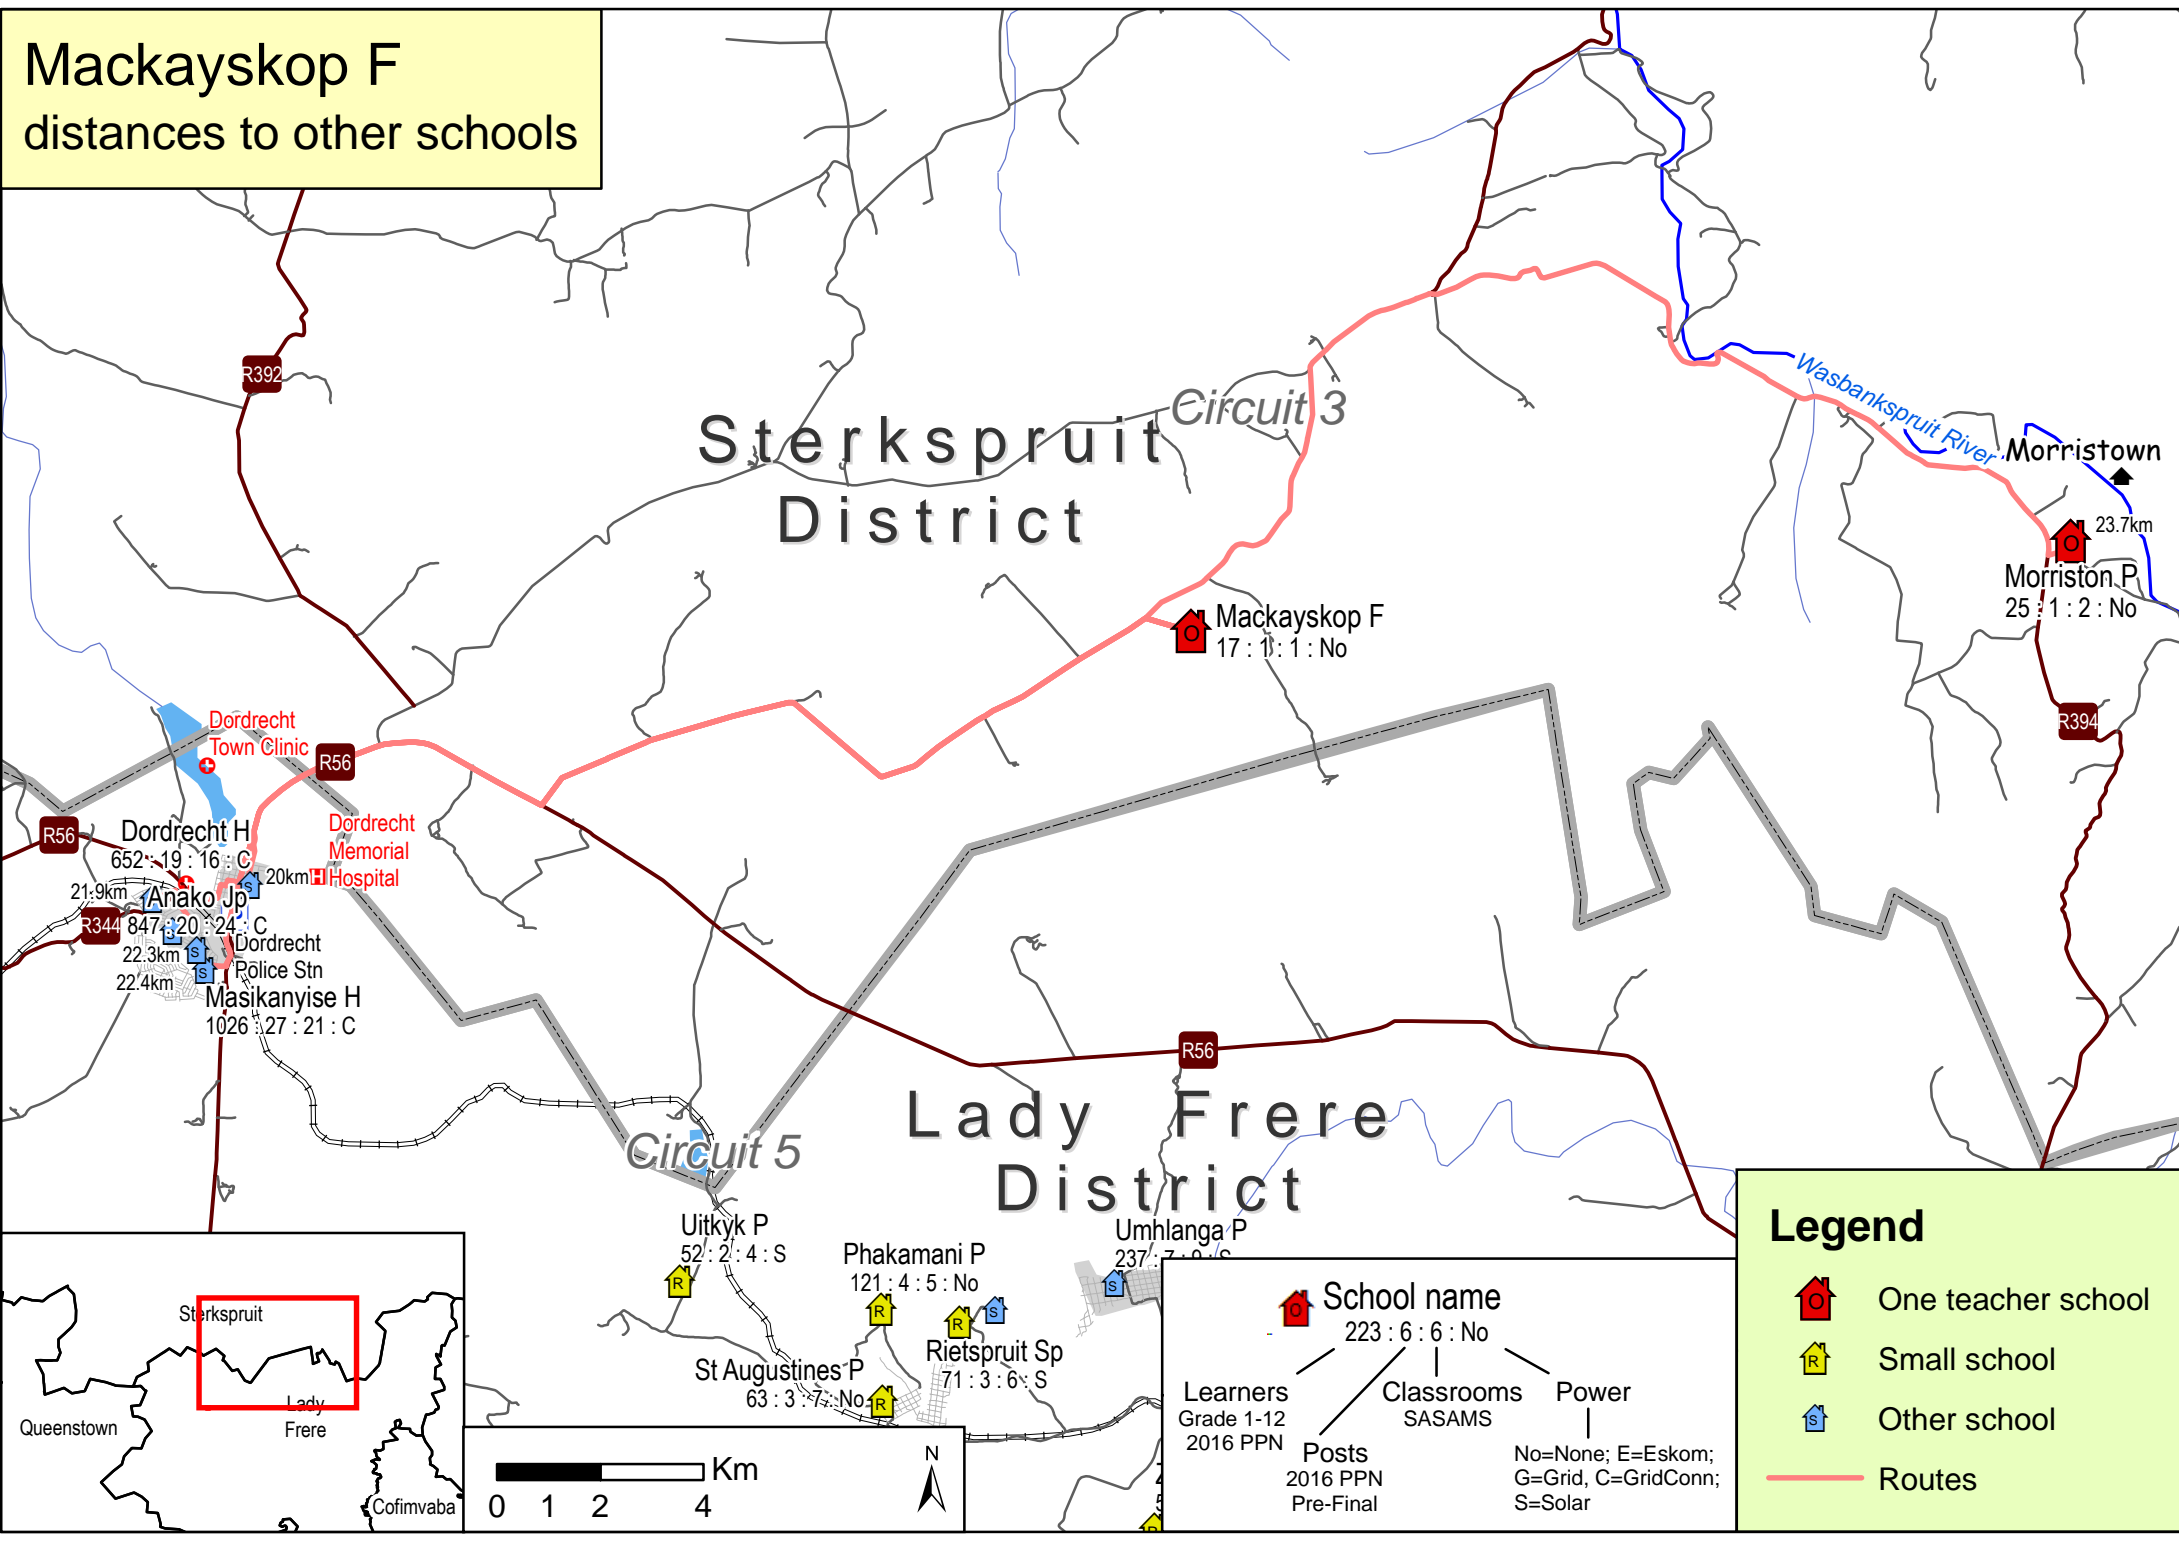 Mackayskop F
distances to other schools
R392
Circuit 3
Sterkspruit
District
Wasbankspruit River
Morristown
23.7km
Morriston P
25 : 1 : 2 : No
Mackayskop F
17 : 1 : 1 : No
R394
Dordrecht
Town Clinic
R56
R56
Dordrecht
Memorial
Hospital
Dordrecht H
652 : 19 : 16 : C
20km
21.9km
Anako Jp
847 : 20 : 24 : C
R344
22.3km
Dordrecht
Police Stn
22.4km
Masikanyise H
1026 : 27 : 21 : C
R56
Lady Frere
District
Circuit 5
Uitkyk P
52 : 2 : 4 : S
Phakamani P
121 : 4 : 5 : No
Umhlanga P
237 : 7 : 9 : S
Rietspruit Sp
71 : 3 : 6 : S
St Augustines P
63 : 3 : 7 : No
Sterkspruit
Lady
Frere
Queenstown
Cofimvaba
Km
0 1 2 4
N
School name
223 : 6 : 6 : No
Learners
Grade 1-12
2016 PPN
Posts
2016 PPN
Pre-Final
Classrooms
SASAMS
Power
No=None; E=Eskom;
G=Grid, C=GridConn;
S=Solar
Legend
O One teacher school
R Small school
S Other school
Routes